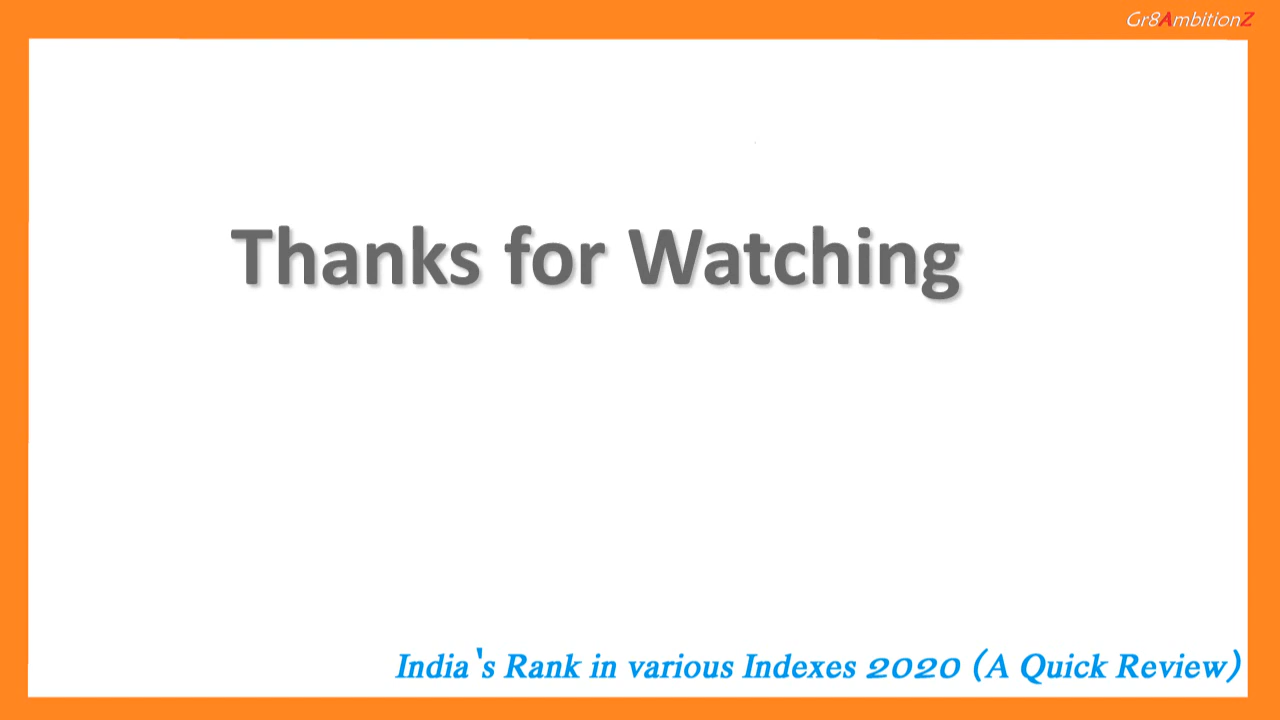 Gr8AmbitionZ
Thanks for Watching
India's Rank in various Indexes 2020 (A Quick Review)